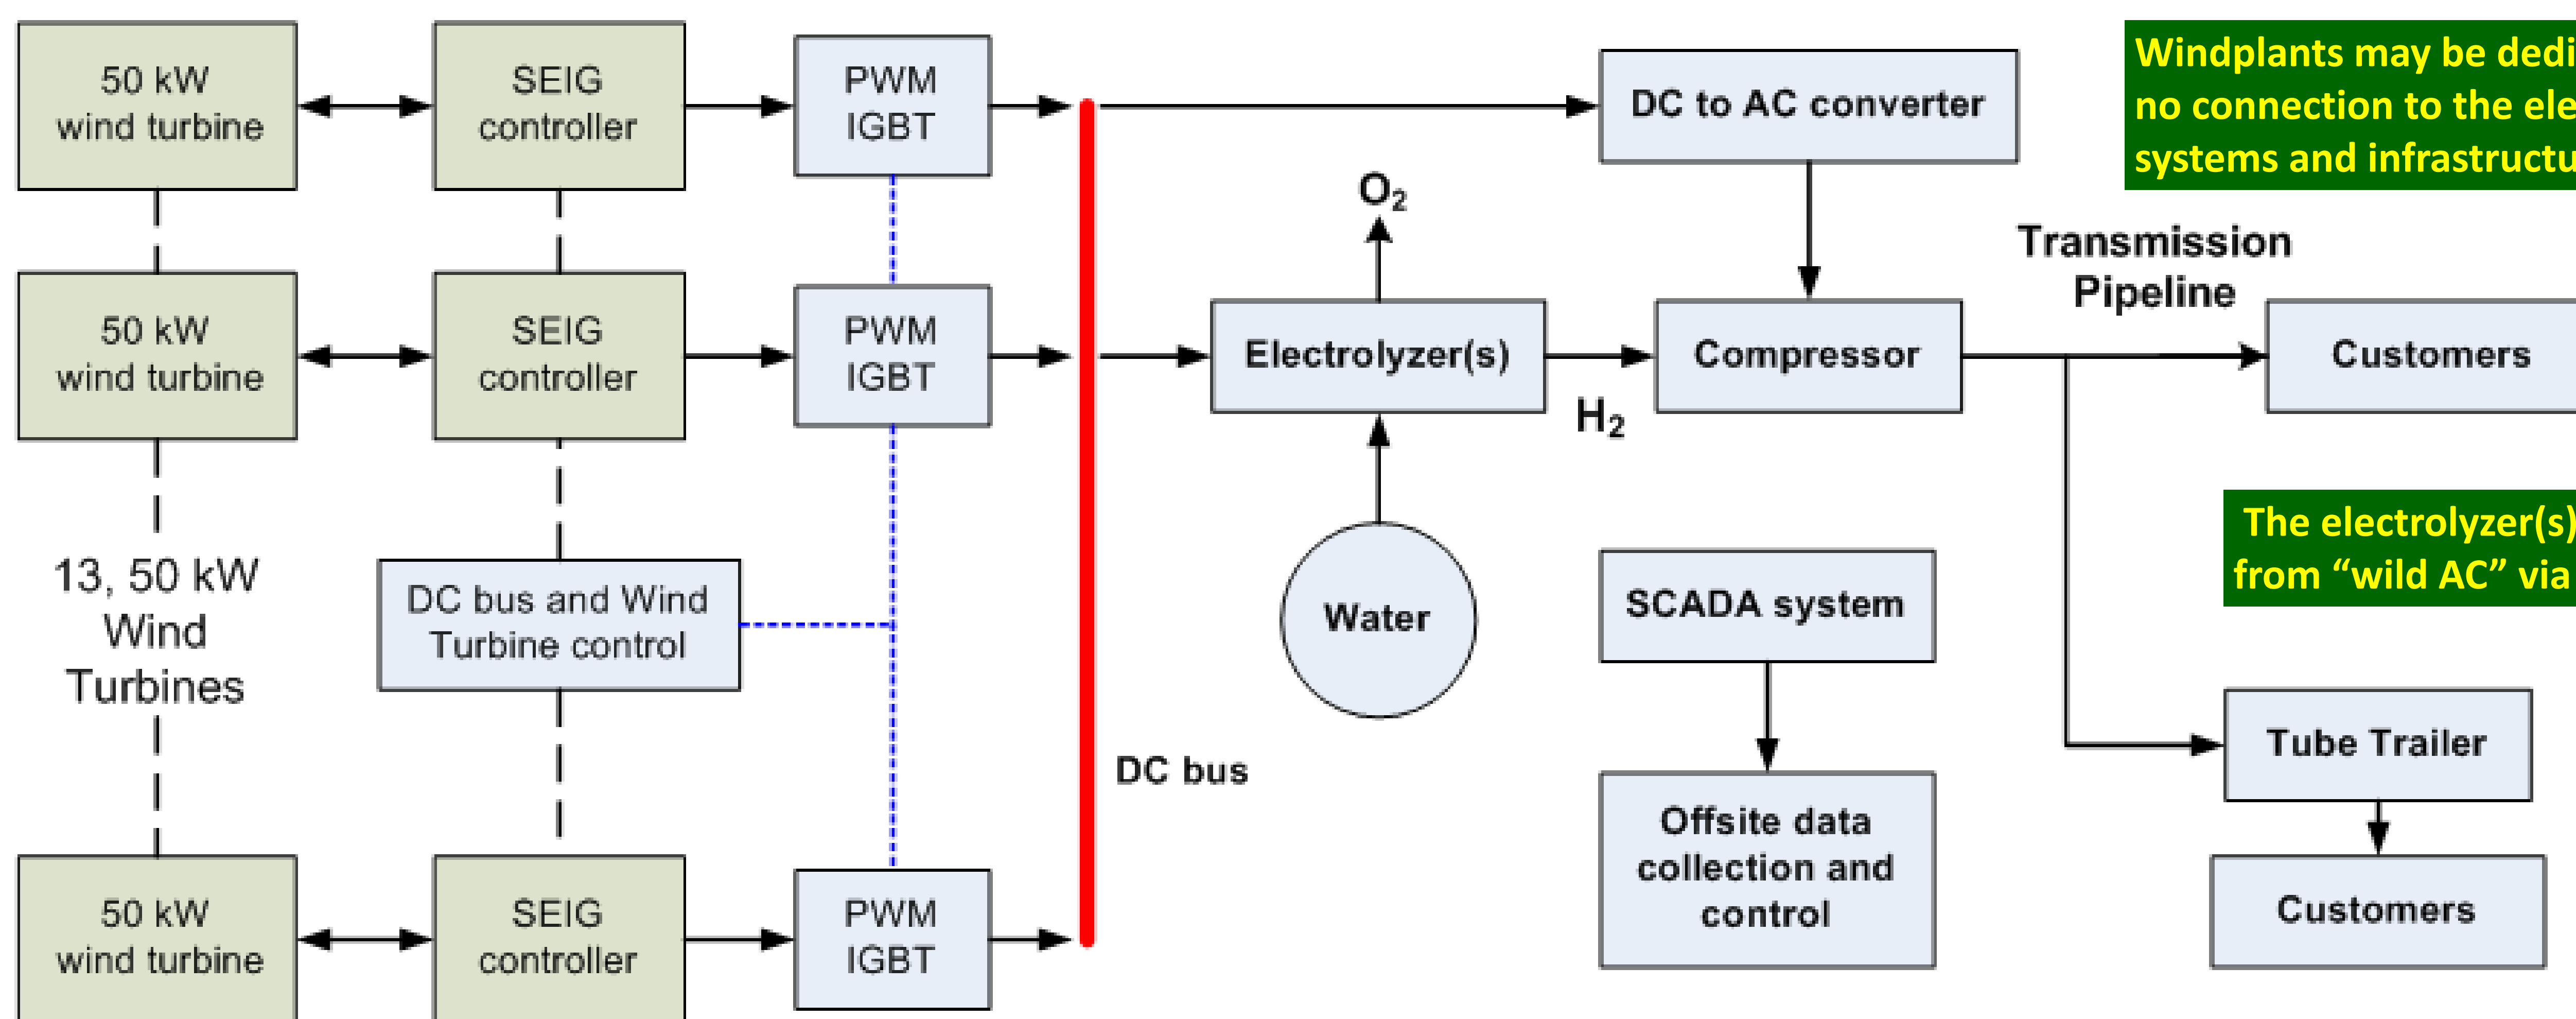 50 kW
wind turbine
SEIG
controller
PWM
IGBT
DC to AC converter
Windplants may be
no connection to the
systems and
O₂
Transmission
Pipeline
50 kW
wind turbine
SEIG
controller
PWM
IGBT
Electrolyzer(s)
H₂
Compressor
Customers
13, 50 kW
Wind
Turbines
DC bus and Wind
Turbine control
Water
SCADA system
The electrolyzer(s)
from “wild AC” via
DC bus
Tube Trailer
Offsite data
collection and
control
50 kW
wind turbine
SEIG
controller
PWM
IGBT
Customers